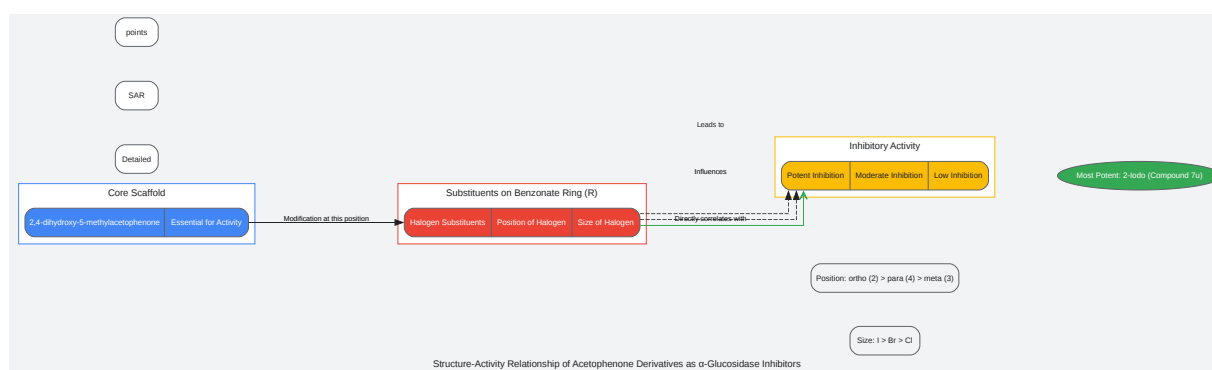 points
SAR
Detailed
Core Scaffold
2,4-dihydroxy-5-methylacetophenone
Essential for Activity
Modification at this position
Substituents on Benzonate Ring (R)
Halogen Substituents
Position of Halogen
Size of Halogen
Leads to
Influences
Directly correlates with
Inhibitory Activity
Potent Inhibition
Moderate Inhibition
Low Inhibition
Most Potent: 2-Iodo (Compound 7u)
Position: ortho (2) > para (4) > meta (3)
Size: I > Br > Cl
Structure-Activity Relationship of Acetophenone Derivatives as α-Glucosidase Inhibitors